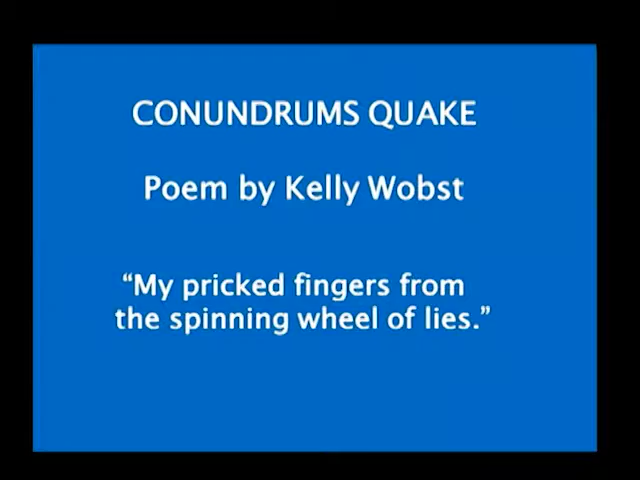 CONUNDRUMS QUAKE
Poem by Kelly Wobst
“My pricked fingers from
the spinning wheel of lies.”